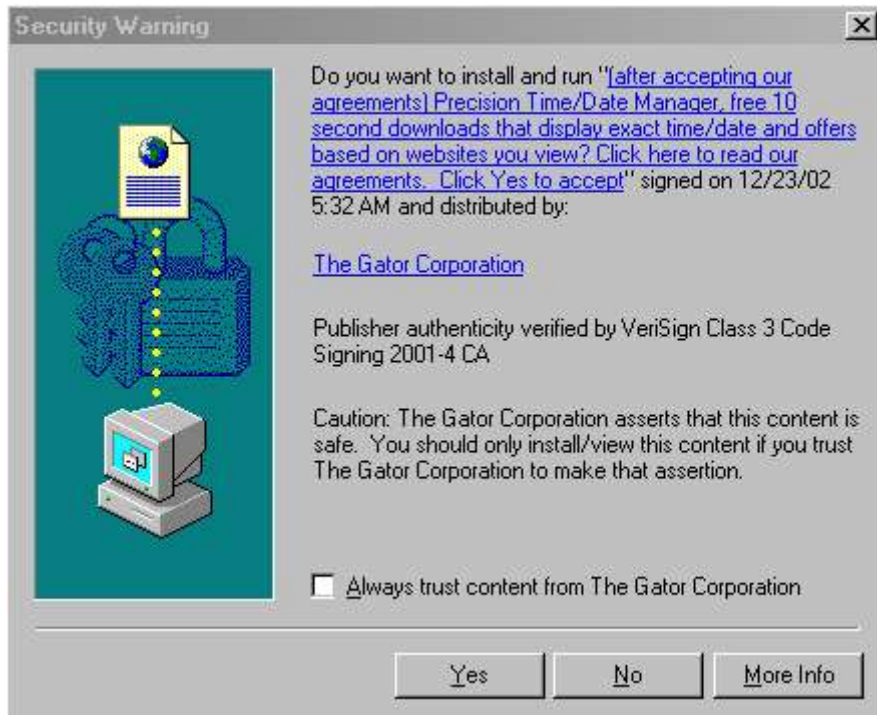 Security Warning
Do you want to install and run "(after accepting our
agreements) Precision Time/Date Manager, free 10
second downloads that display exact time/date and offers
based on websites you view? Click here to read our
agreements.  Click Yes to accept" signed on 12/23/02
5:32 AM and distributed by:
The Gator Corporation
Publisher authenticity verified by VeriSign Class 3 Code
Signing 2001-4 CA
Caution: The Gator Corporation asserts that this content is
safe.  You should only install/view this content if you trust
The Gator Corporation to make that assertion.
Always trust content from The Gator Corporation
Yes
No
More Info